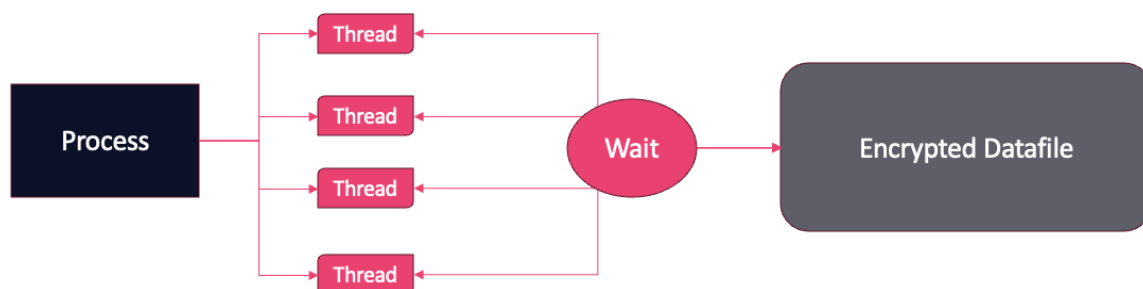 Process
Thread
Thread
Thread
Thread
Wait
Encrypted Datafile